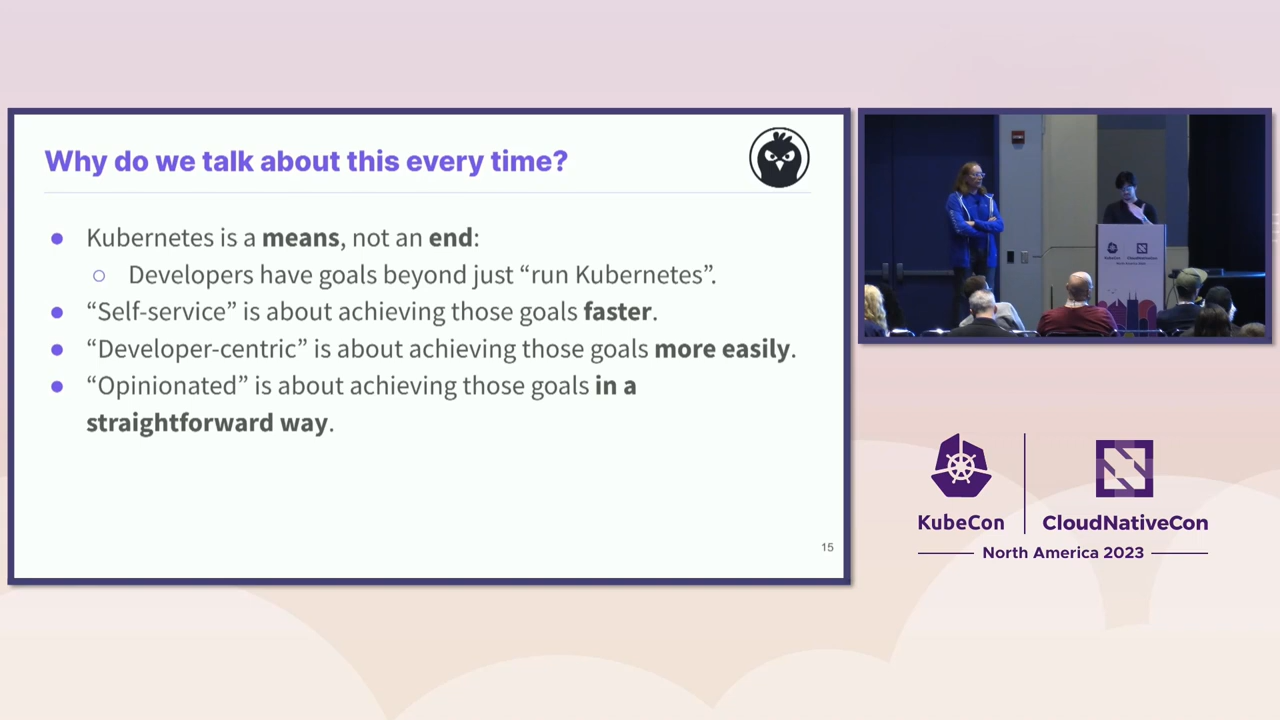 Why do we talk about this every time?
● Kubernetes is a means, not an end:
○ Developers have goals beyond just “run Kubernetes”.
● “Self-service” is about achieving those goals faster.
● “Developer-centric” is about achieving those goals more easily.
● “Opinionated” is about achieving those goals in a
straightforward way.
15
KubeCon
CloudNativeCon
North America 2023